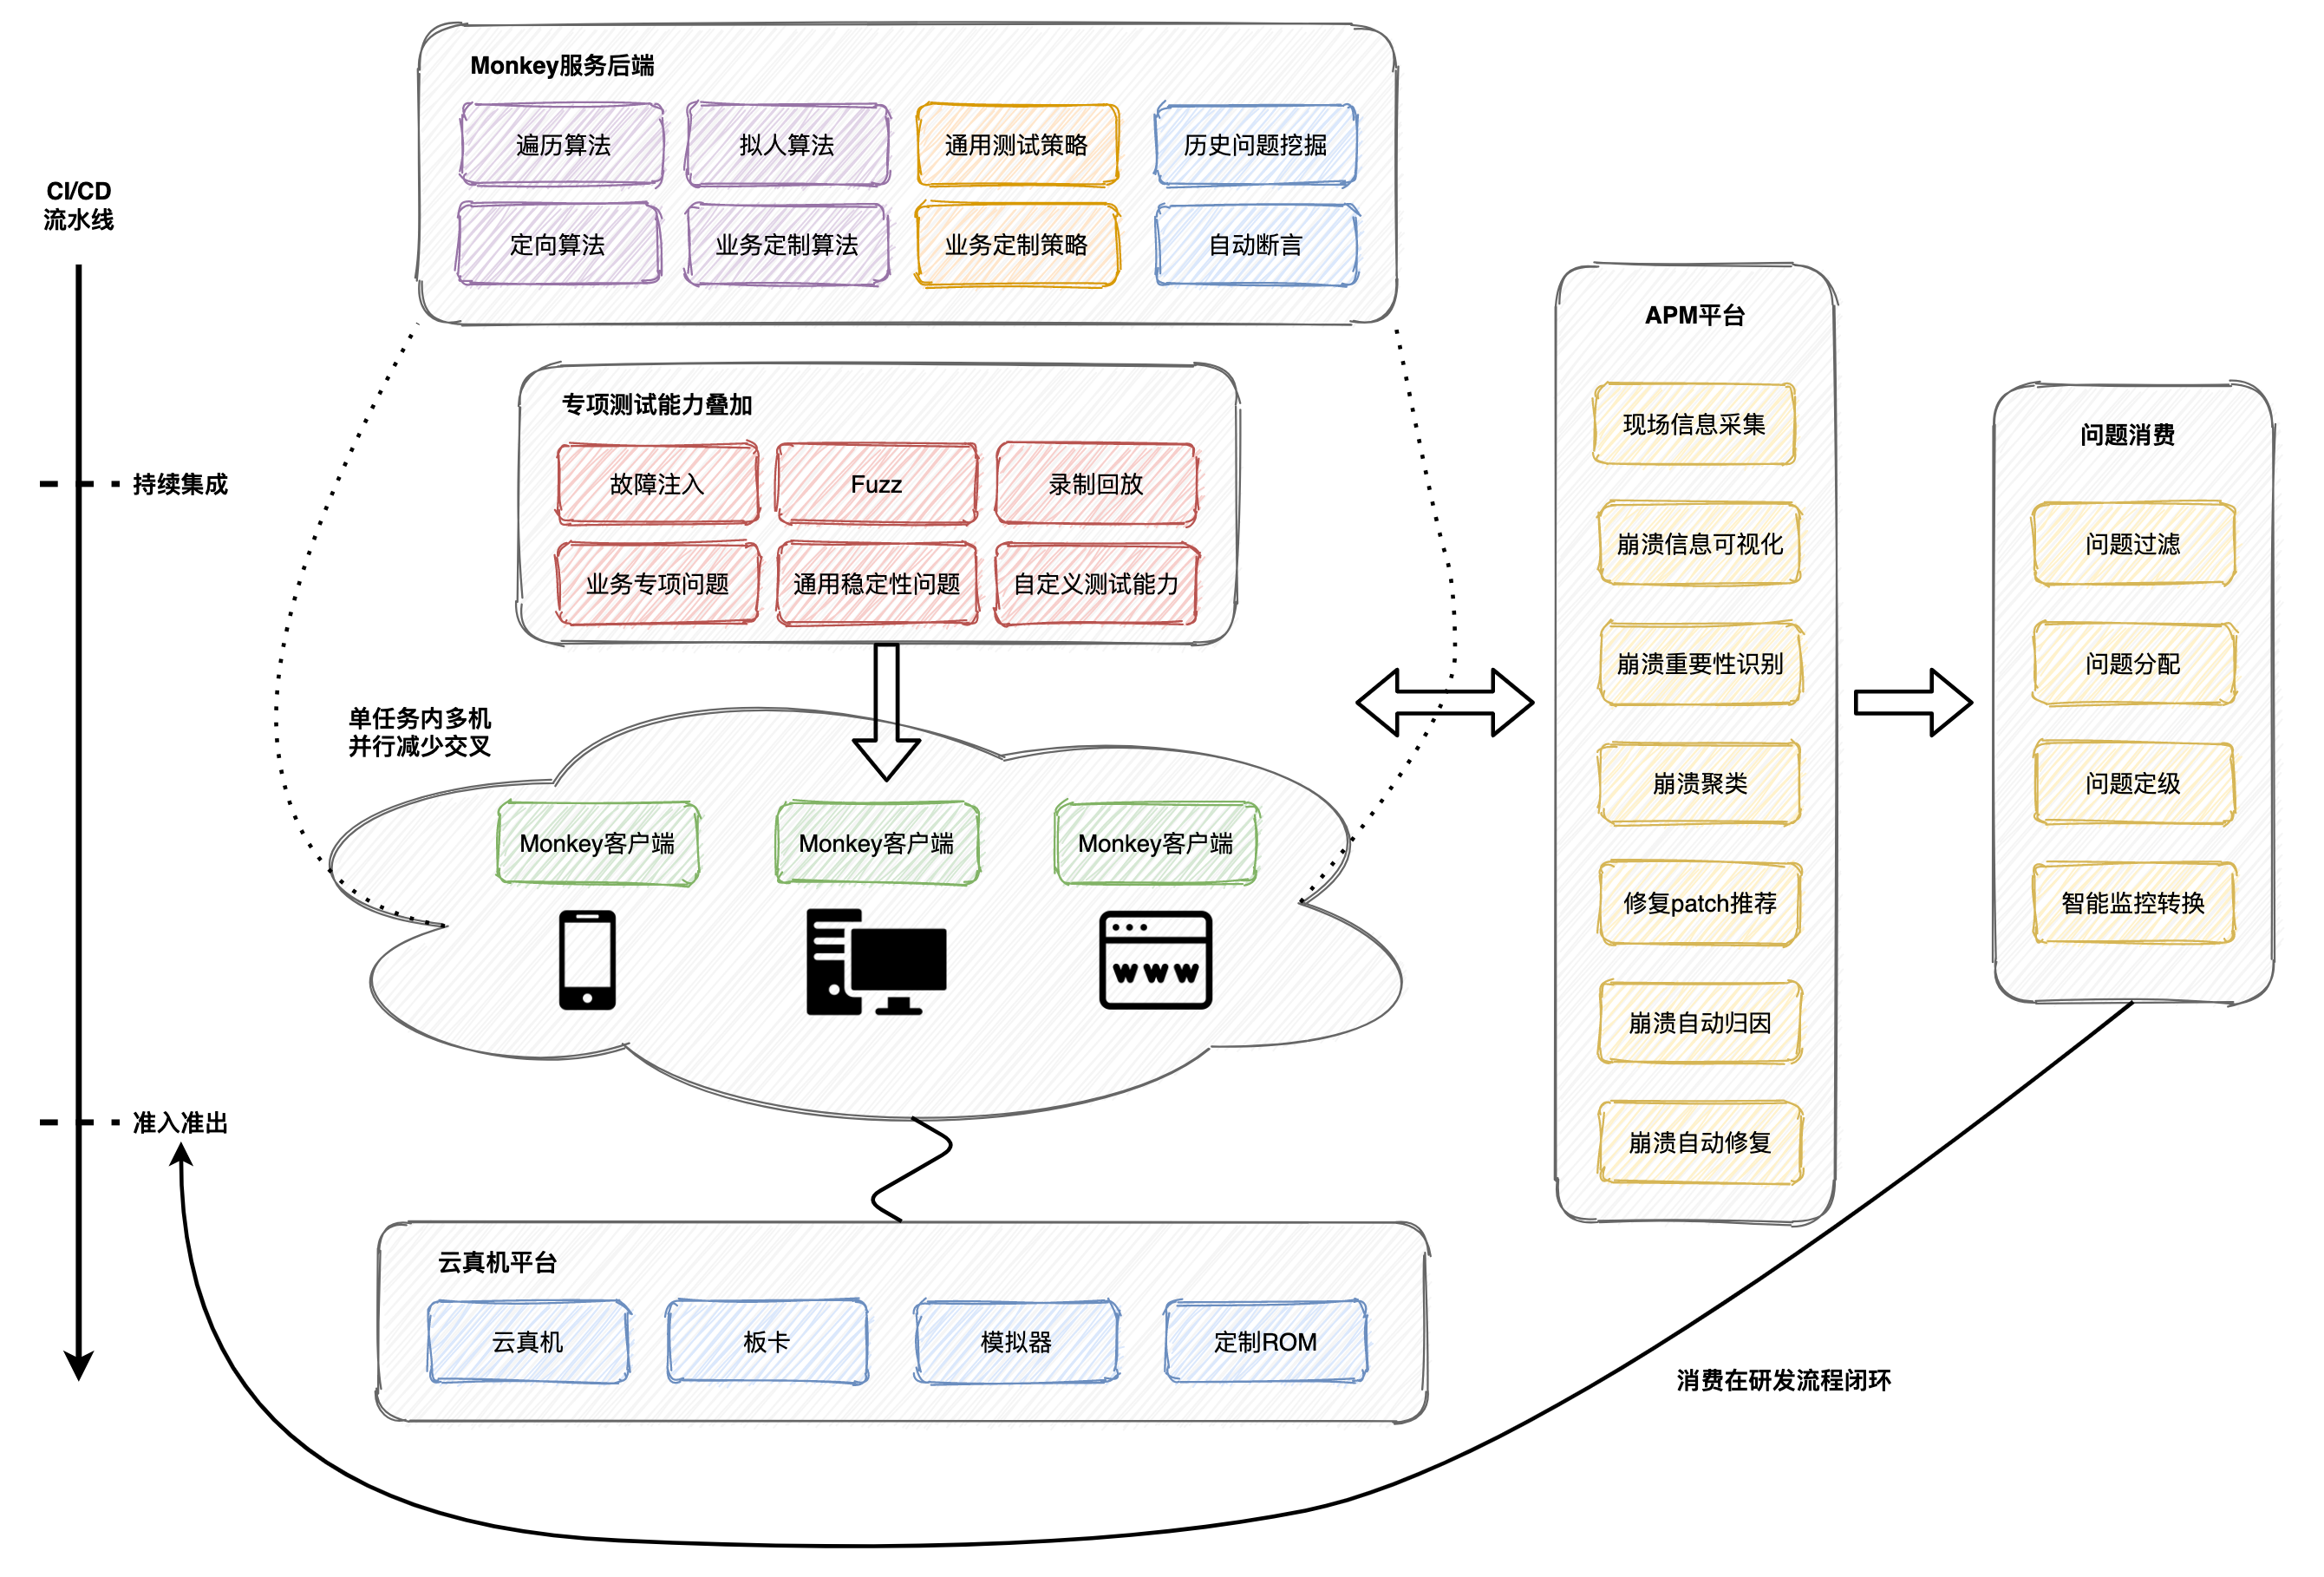 CI/CD
流水线
持续集成
准入准出
Monkey服务后端
遍历算法
拟人算法
通用测试策略
历史问题挖掘
定向算法
业务定制算法
业务定制策略
自动断言
专项测试能力叠加
故障注入
Fuzz
录制回放
业务专项问题
通用稳定性问题
自定义测试能力
单任务内多机
并行减少交叉
Monkey客户端
Monkey客户端
Monkey客户端
WWW
云真机平台
云真机
板卡
模拟器
定制ROM
APM平台
现场信息采集
崩溃信息可视化
崩溃重要性识别
崩溃聚类
修复patch推荐
崩溃自动归因
崩溃自动修复
问题消费
问题过滤
问题分配
问题定级
智能监控转换
消费在研发流程闭环